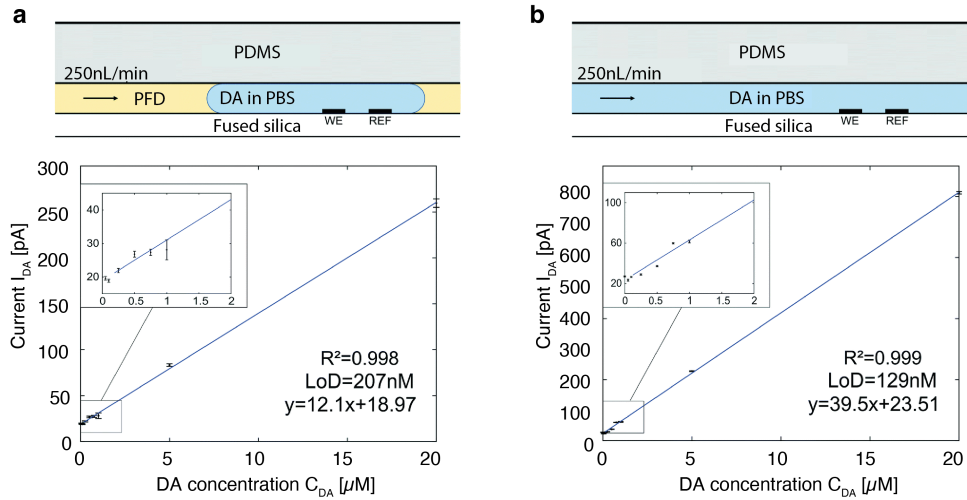 a
PDMS
250nL/min
PFD
DA in PBS
WE
REF
Fused silica
300
250
200
150
100
50
0
Current I_DA [pA]
40
30
20
0
0.5
1
1.5
2
R²=0.998
LoD=207nM
y=12.1x+18.97
0
5
10
15
20
DA concentration C_DA [µM]
b
PDMS
250nL/min
DA in PBS
WE
REF
Fused silica
800
700
600
500
400
300
200
100
0
Current I_DA [pA]
100
60
20
0
0.5
1
1.5
2
R²=0.999
LoD=129nM
y=39.5x+23.51
0
5
10
15
20
DA concentration C_DA [µM]